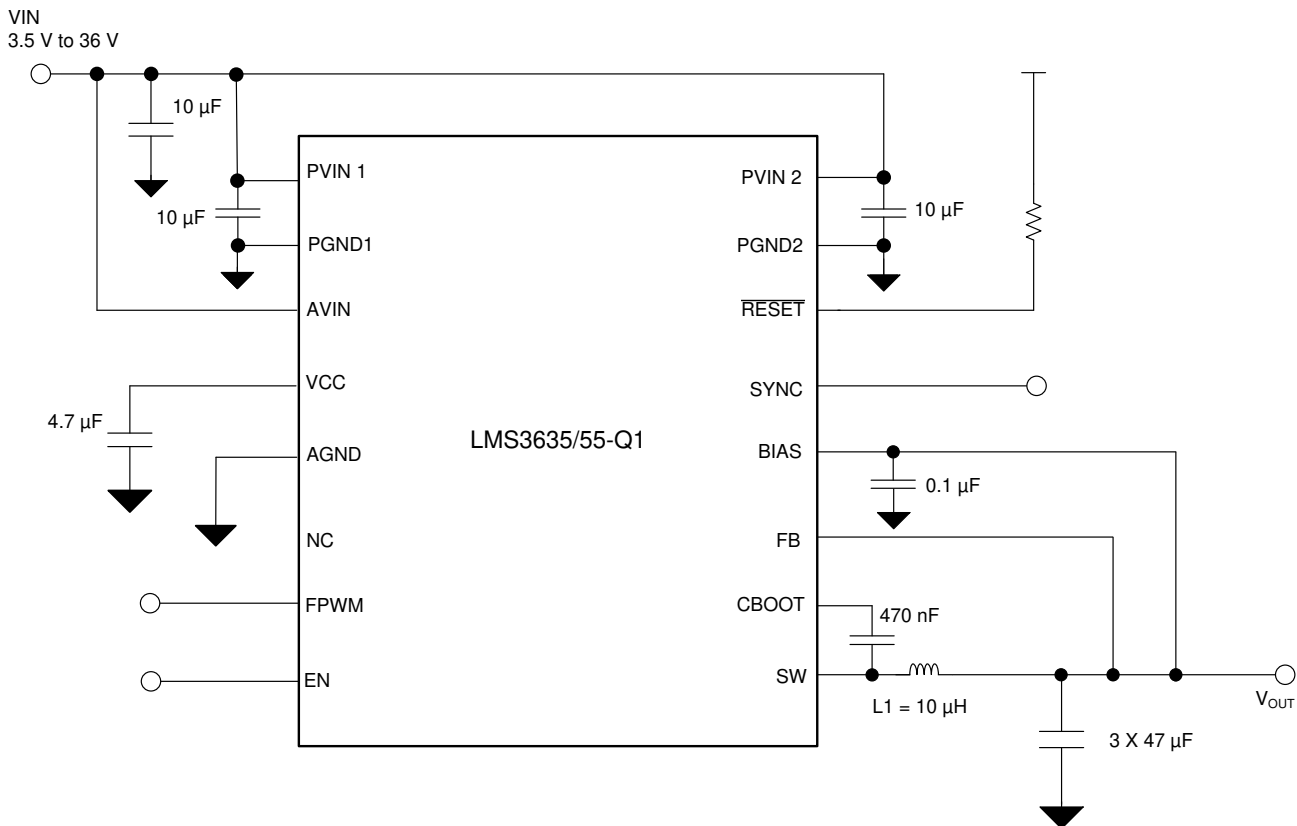 VIN
3.5 V to 36 V
10 µF
PVIN 1
PVIN 2
10 µF
10 µF
PGND1
PGND2
AVIN
RESET
VCC
SYNC
4.7 µF
LMS3635/55-Q1
AGND
BIAS
0.1 µF
NC
FB
FPWM
CBOOT
470 nF
EN
SW
L1 = 10 µH
VOUT
3 X 47 µF